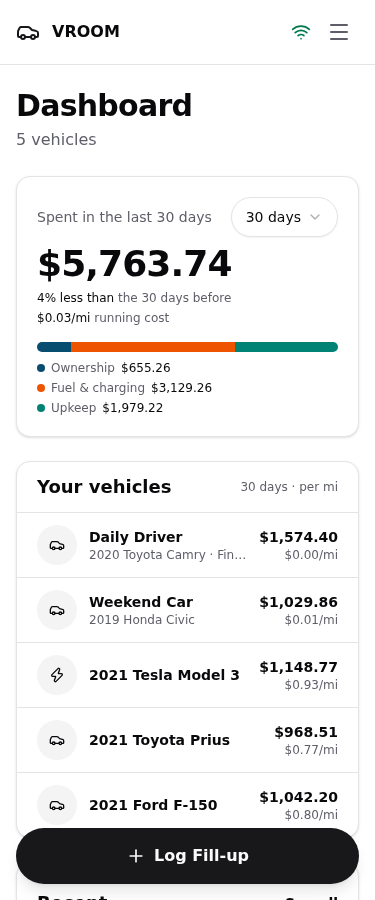 VROOM
Dashboard
5 vehicles
Spent in the last 30 days
30 days
$5,763.74
4% less than the 30 days before
$0.03/mi running cost
Ownership $655.26
Fuel & charging $3,129.26
Upkeep $1,979.22
Your vehicles
30 days · per mi
Daily Driver $1,574.40
2020 Toyota Camry · Fin… $0.00/mi
Weekend Car $1,029.86
2019 Honda Civic $0.01/mi
2021 Tesla Model 3 $1,148.77
$0.93/mi
2021 Toyota Prius $968.51
$0.77/mi
2021 Ford F-150 $1,042.20
$0.80/mi
Log Fill-up